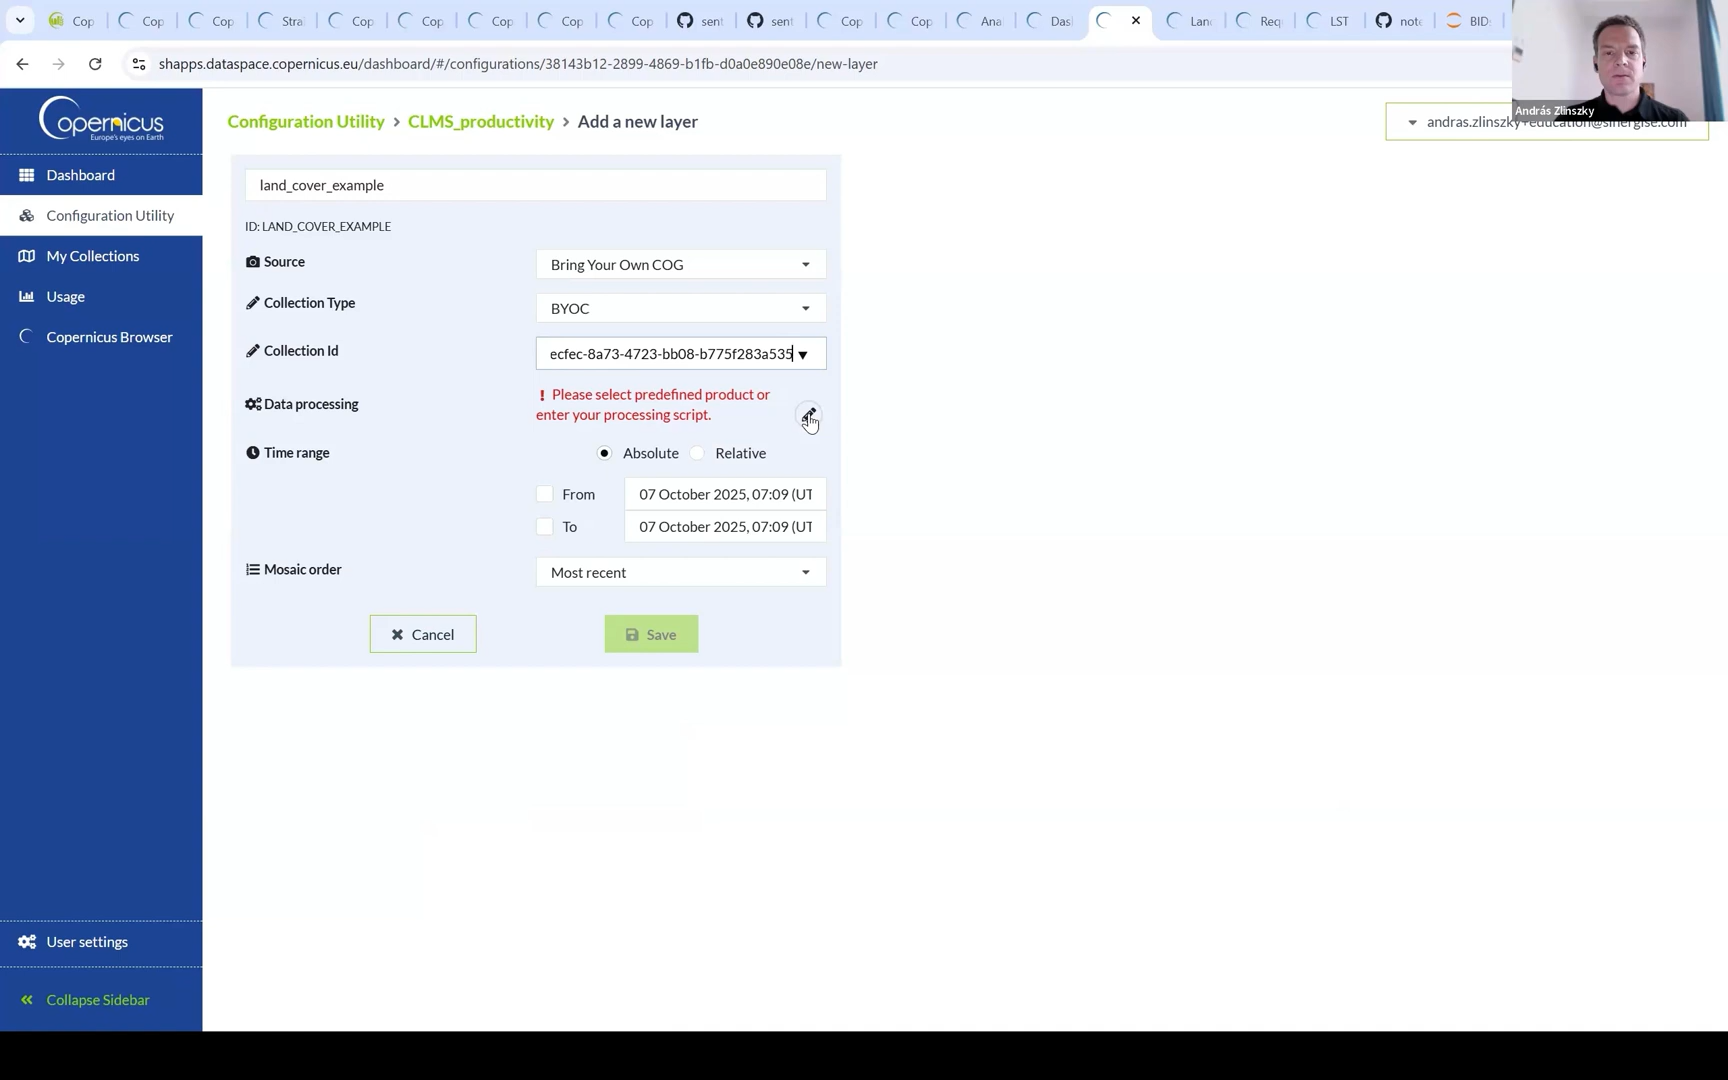 Cop
Cop
Cop
Stra
Cop
Cop
Cop
Cop
Cop
sent
sent
Cop
Cop
Ana
Das
Lan
Req
LST
note
BID
shapps.dataspace.copernicus.eu/dashboard/#/configurations/38143b12-2899-4869-b1fb-d0a0e890e08e/new-layer
András Zlinszky
opernicus
Europe's eyes on Earth
Configuration Utility > CLMS_productivity > Add a new layer
andras.zlinszky+education@sinergise.com
Dashboard
Configuration Utility
My Collections
Usage
Copernicus Browser
land_cover_example
ID: LAND_COVER_EXAMPLE
Source
Bring Your Own COG
Collection Type
BYOC
Collection Id
ecfec-8a73-4723-bb08-b775f283a535
Data processing
! Please select predefined product or
enter your processing script.
Time range
Absolute
Relative
From
07 October 2025, 07:09 (UT
To
07 October 2025, 07:09 (UT
Mosaic order
Most recent
Cancel
Save
User settings
Collapse Sidebar